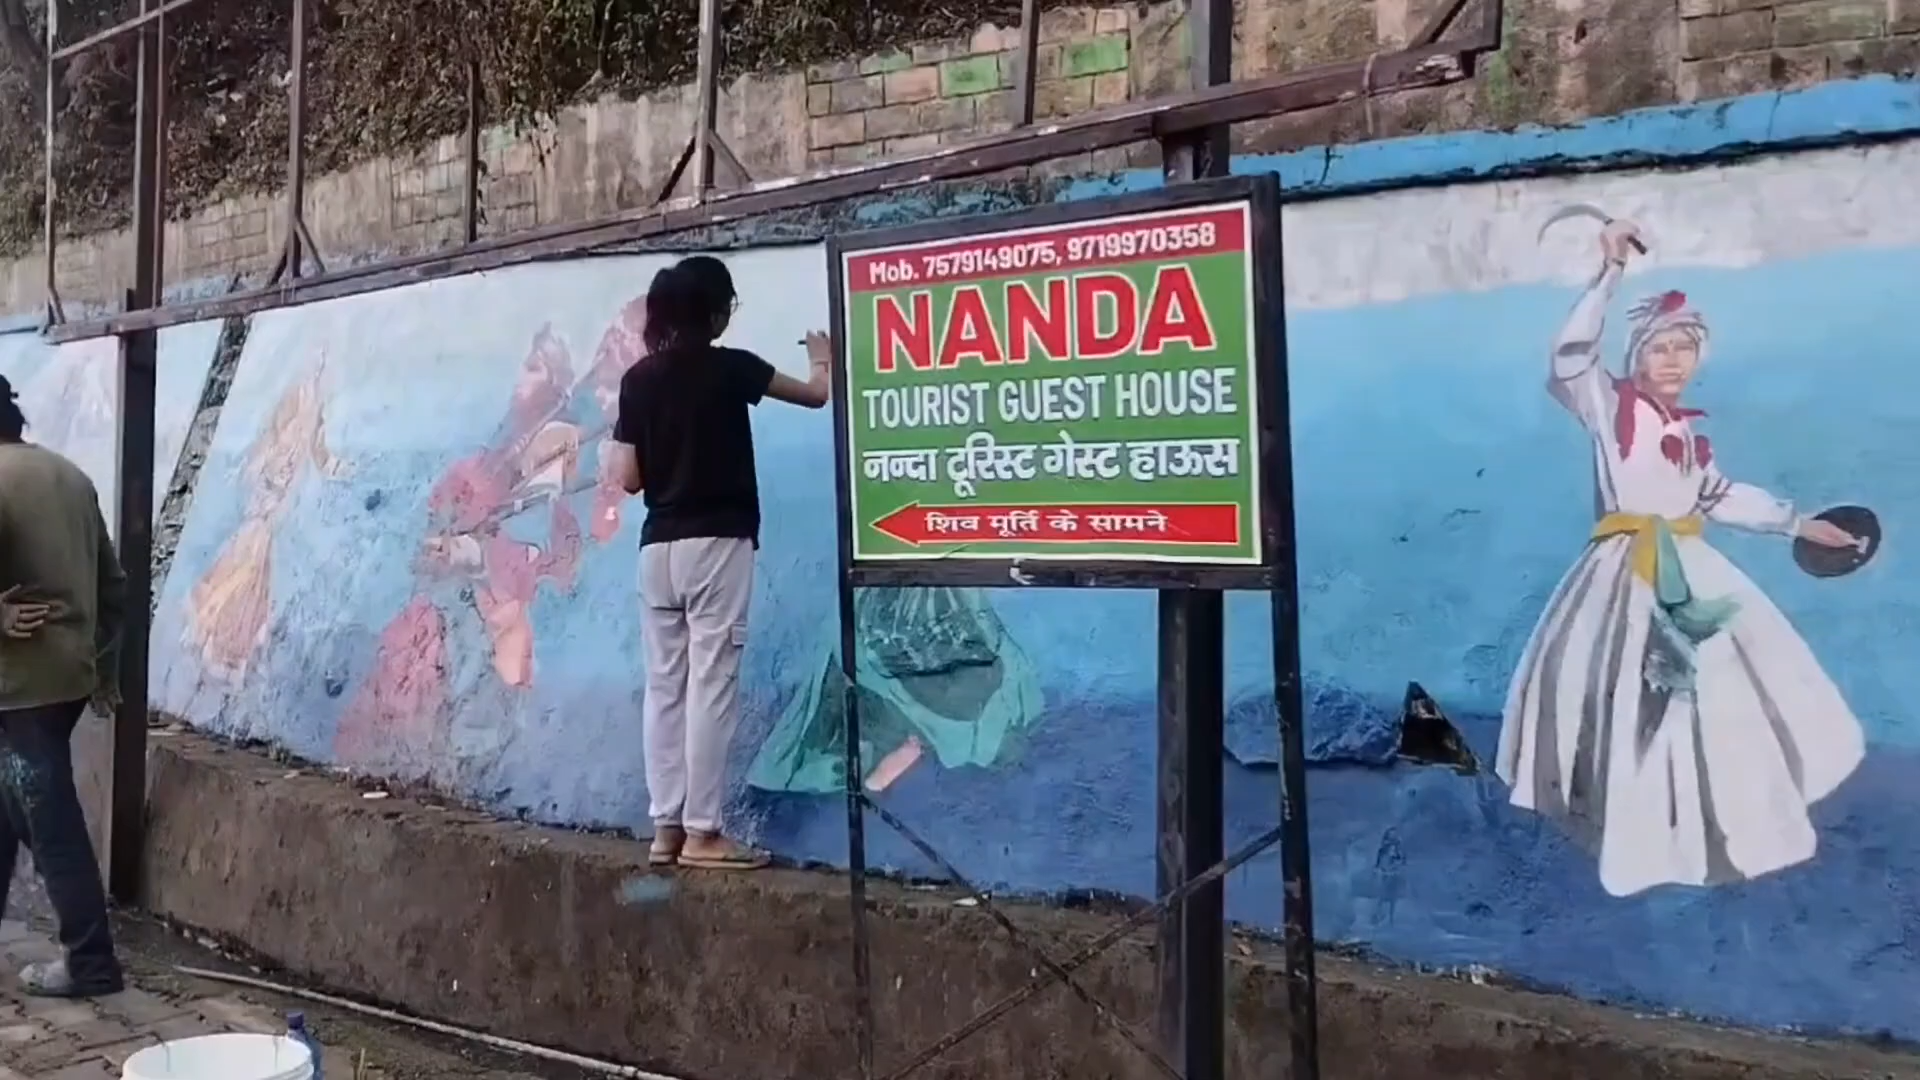 Mob. 7579149075, 9719970358
NANDA
TOURIST GUEST HOUSE
नन्दा टूरिस्ट गेस्ट हाऊस
शिव मूर्ति के सामने